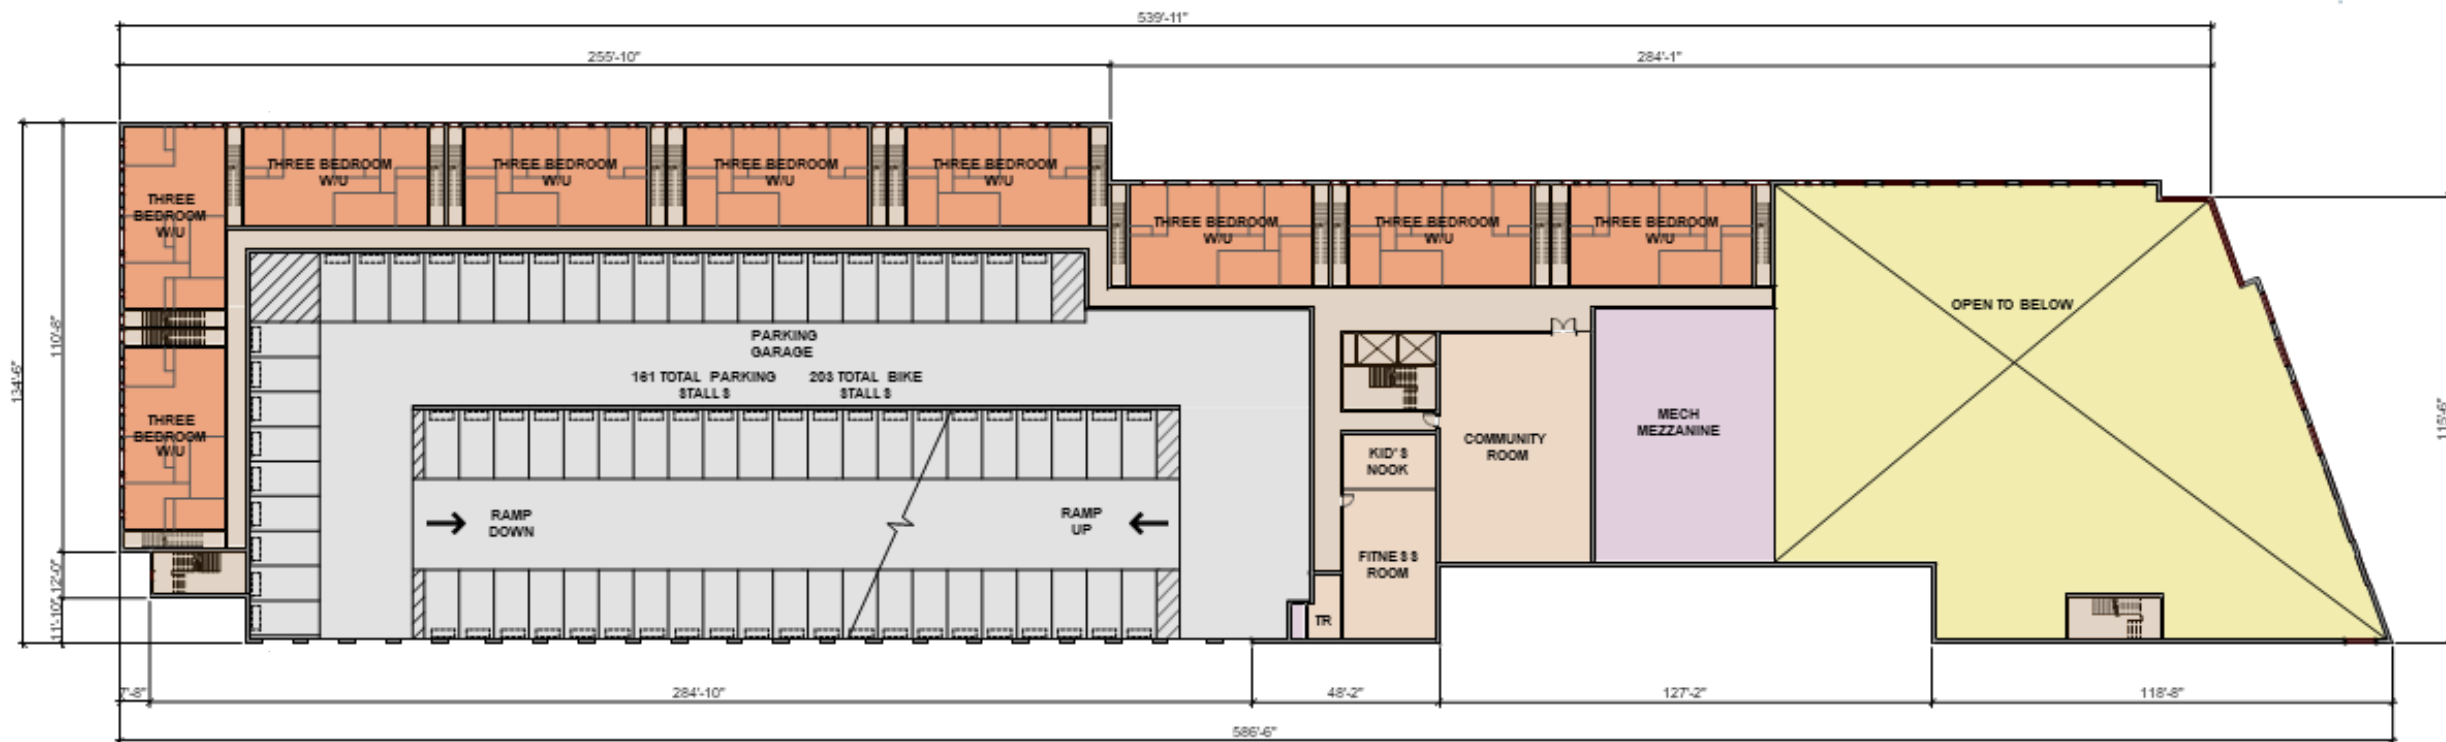 539'-11"
255'-10"
284'-1"
THREE BEDROOM
W/U
THREE BEDROOM
W/U
THREE BEDROOM
W/U
THREE BEDROOM
W/U
THREE
BEDROOM
W/U
THREE BEDROOM
W/U
THREE BEDROOM
W/U
THREE BEDROOM
W/U
OPEN TO BELOW
PARKING
GARAGE
161 TOTAL PARKING
STALLS
203 TOTAL BIKE
STALLS
110'-8"
134'-6"
115'-6"
THREE
BEDROOM
W/U
MECH
MEZZANINE
COMMUNITY
ROOM
KID'S
NOOK
RAMP
DOWN
RAMP
UP
FITNESS
ROOM
12'-0"
11'-10"
TR
7'-8"
284'-10"
48'-2"
127'-2"
118'-8"
586'-6"